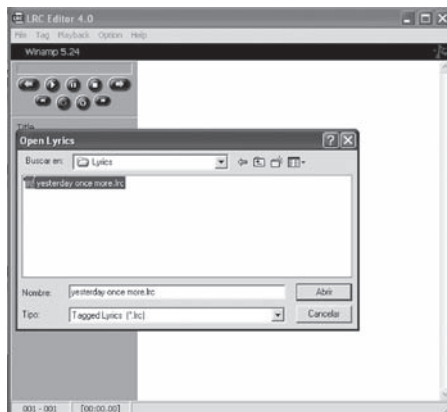 LRC Editor 4.0
File Tag Playback Option Help
Winamp 5.24
Title
Open Lyrics
Buscar en: Lyrics
yesterday once more.lrc
Nombre: yesterday once more.lrc Abrir
Tipo: Tagged Lyrics (*.lrc) Cancelar
001 - 001 [00:00.00]